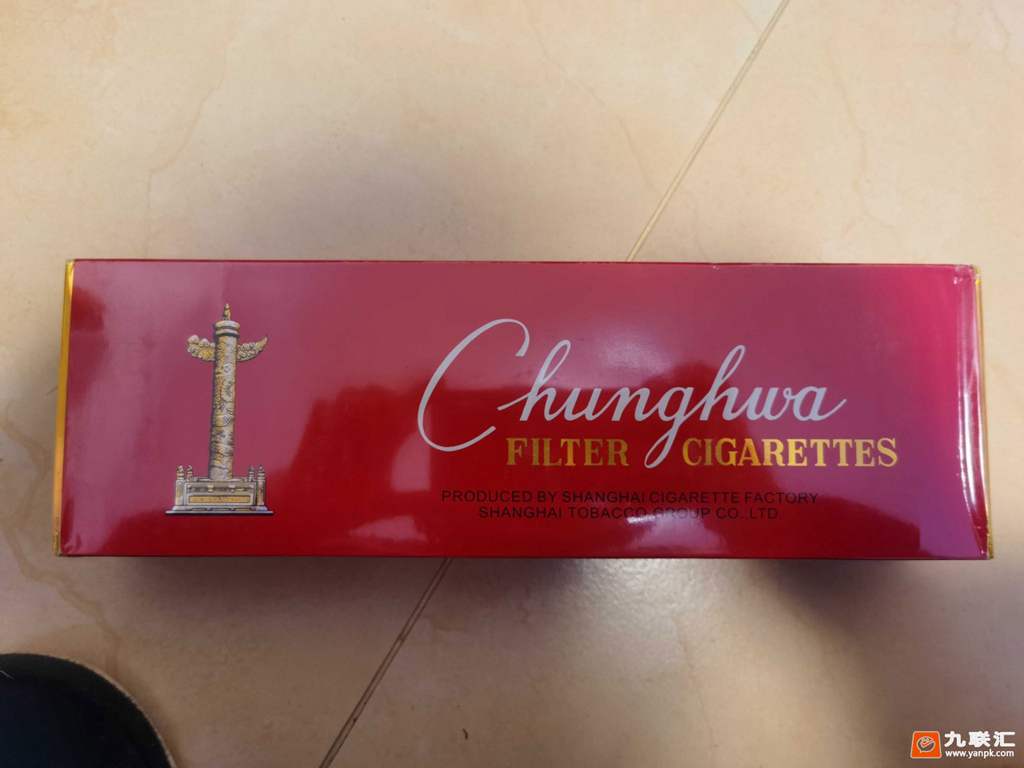 Chunghwa
FILTER CIGARETTES
PRODUCED BY SHANGHAI CIGARETTE FACTORY
SHANGHAI TOBACCO GROUP CO.,LTD.
九联汇
www.yanpk.com